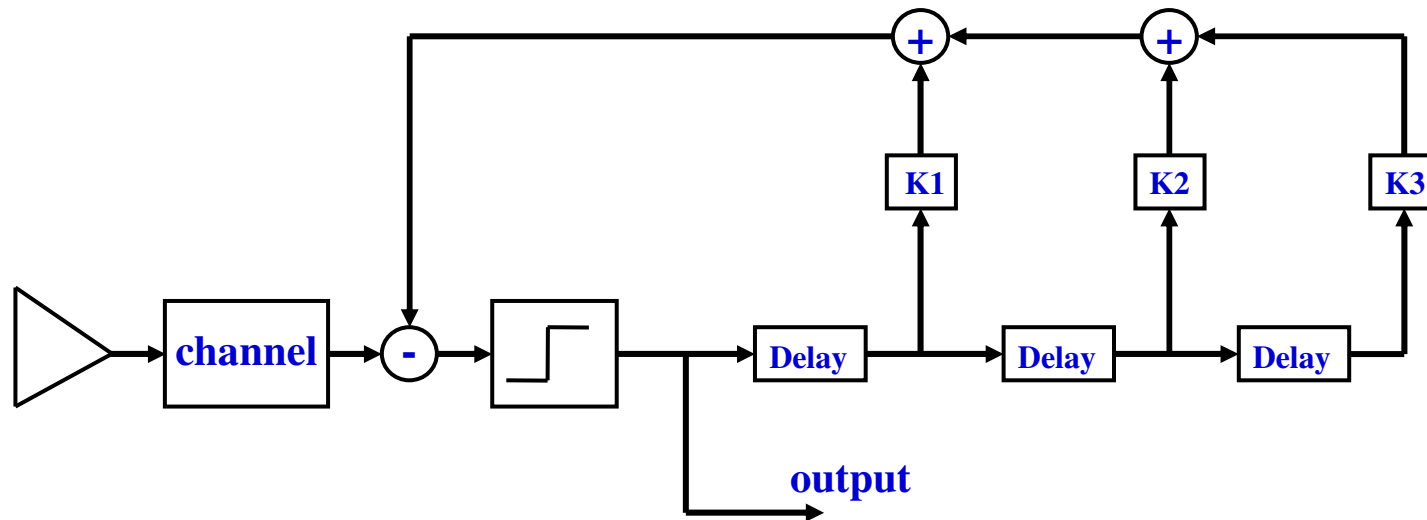 +
+
K1
K2
K3
channel
-
Delay
Delay
Delay
output